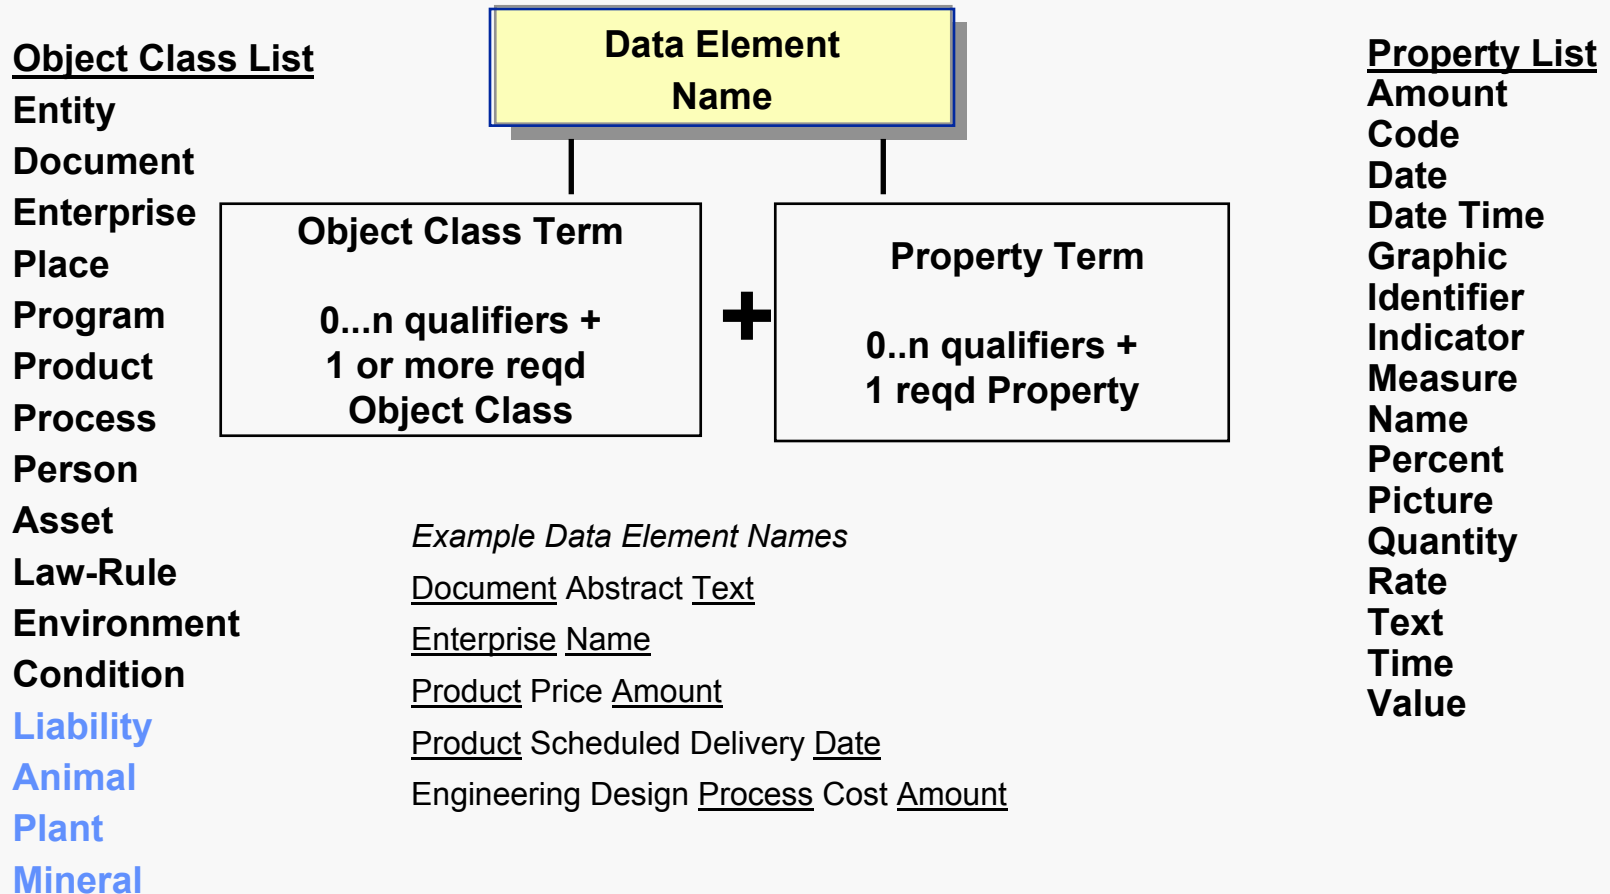 Object Class List
Entity
Document
Enterprise
Place
Program
Product
Process
Person
Asset
Law-Rule
Environment
Condition
Liability
Animal
Plant
Mineral
Data Element
Name
Object Class Term
0...n qualifiers +
1 or more reqd
Object Class
+
Property Term
0..n qualifiers +
1 reqd Property
Example Data Element Names
Document Abstract Text
Enterprise Name
Product Price Amount
Product Scheduled Delivery Date
Engineering Design Process Cost Amount
Property List
Amount
Code
Date
Date Time
Graphic
Identifier
Indicator
Measure
Name
Percent
Picture
Quantity
Rate
Text
Time
Value